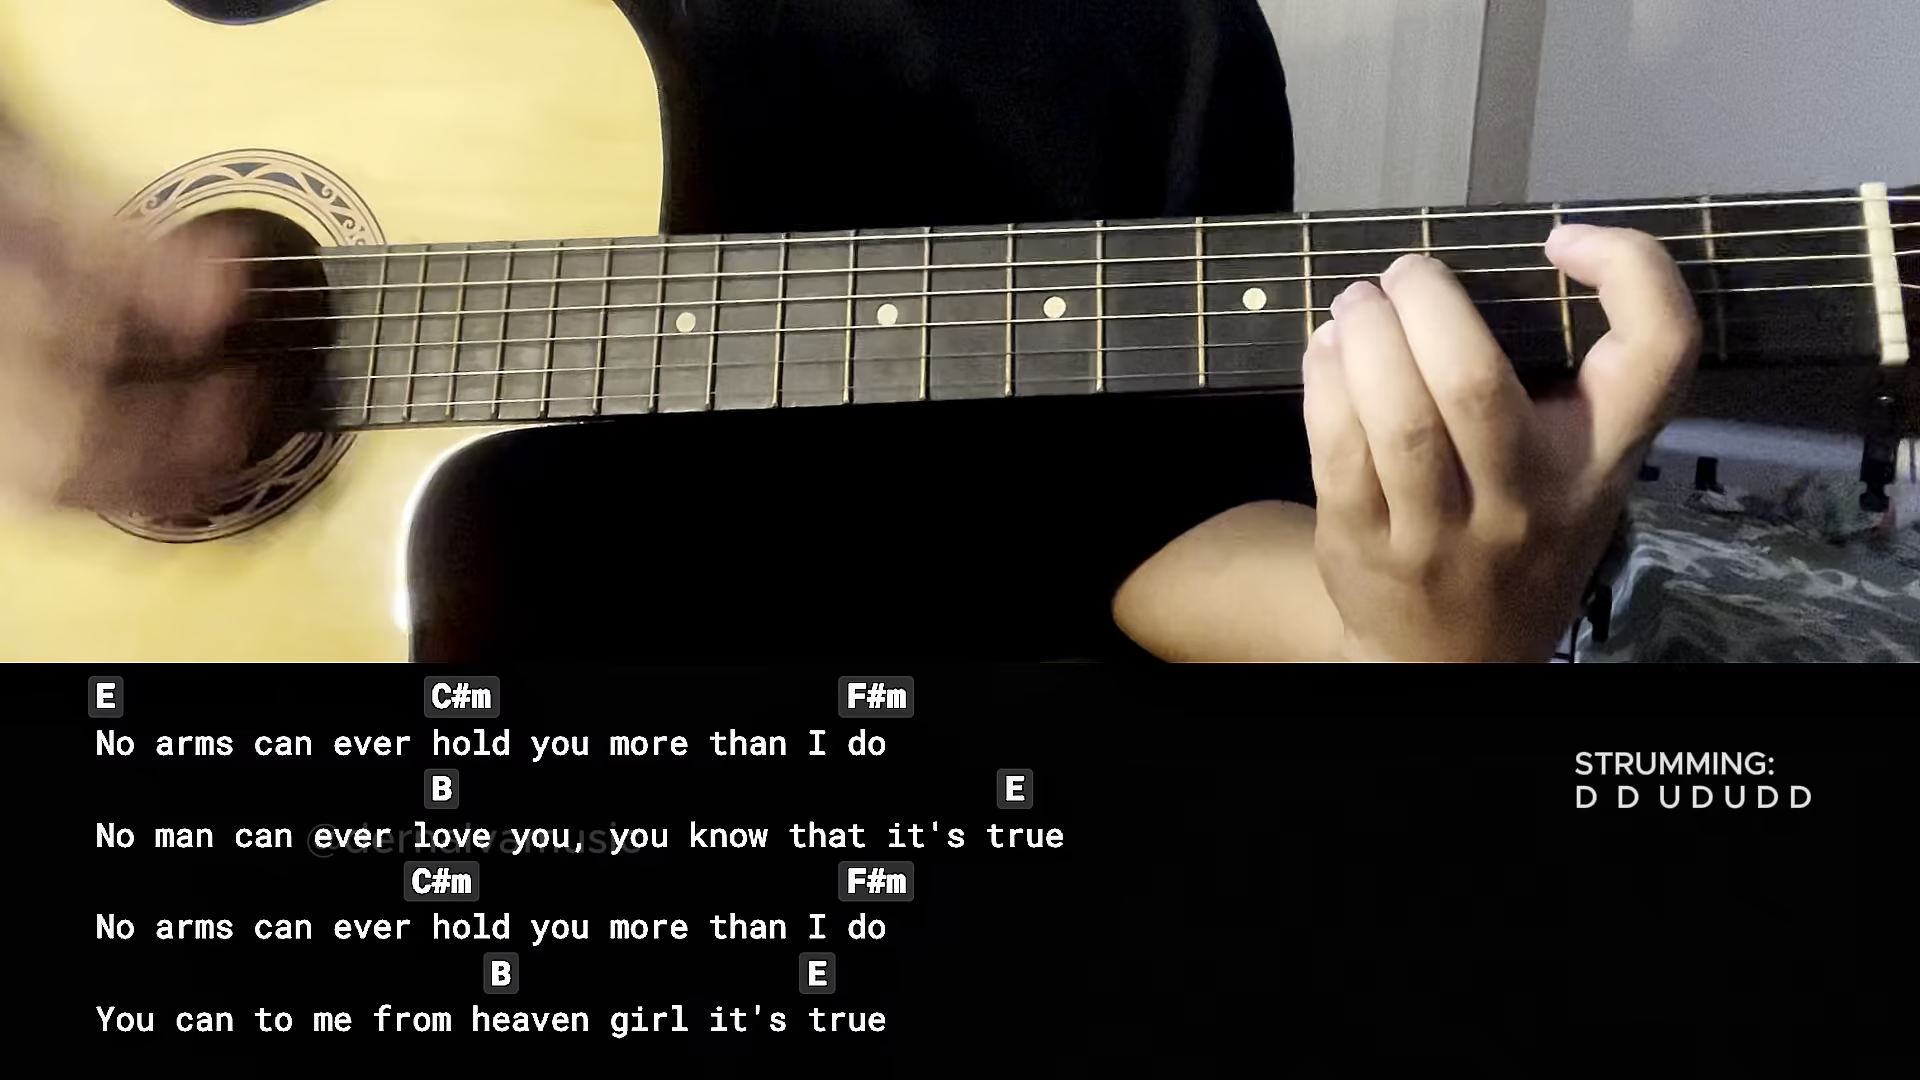 E C#m F#m
No arms can ever hold you more than I do
B E
No man can ever love you, you know that it's true
C#m F#m
No arms can ever hold you more than I do
B E
You can to me from heaven girl it's true
STRUMMING:
D D U D U D D
@dernalvamusic